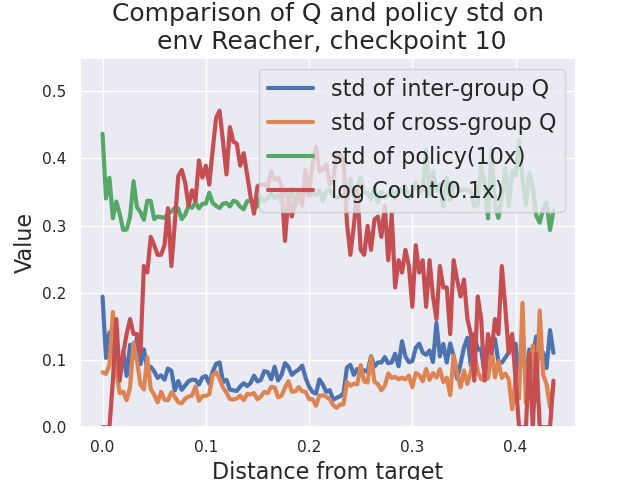 Comparison of Q and policy std on
env Reacher, checkpoint 10
std of inter-group Q
std of cross-group Q
std of policy(10x)
log Count(0.1x)
Value
0.5
0.4
0.3
0.2
0.1
0.0
0.0 0.1 0.2 0.3 0.4
Distance from target